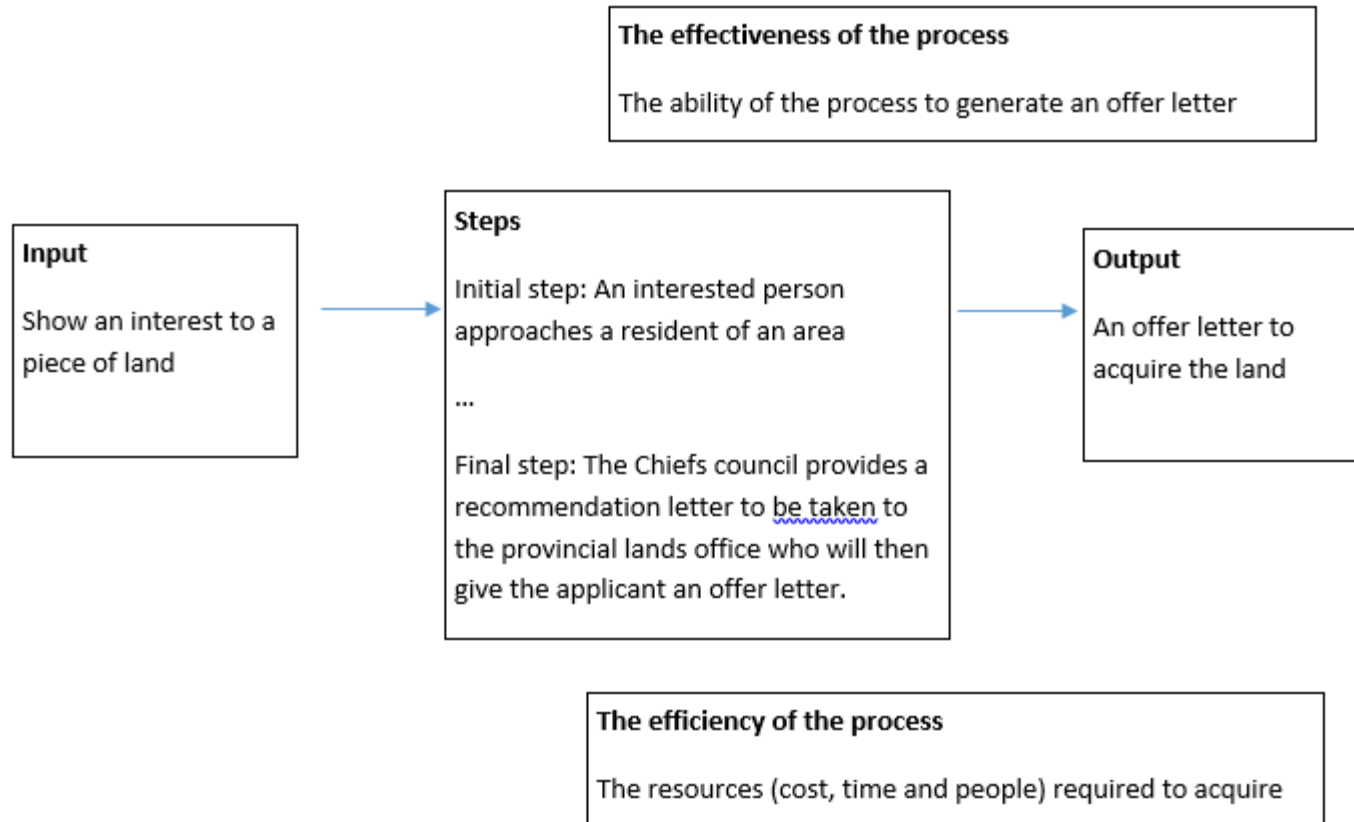 The effectiveness of the process
The ability of the process to generate an offer letter
Input
Show an interest to a
piece of land
Steps
Initial step: An interested person
approaches a resident of an area
...
Final step: The Chiefs council provides a
recommendation letter to be taken to
the provincial lands office who will then
give the applicant an offer letter.
Output
An offer letter to
acquire the land
The efficiency of the process
The resources (cost, time and people) required to acquire